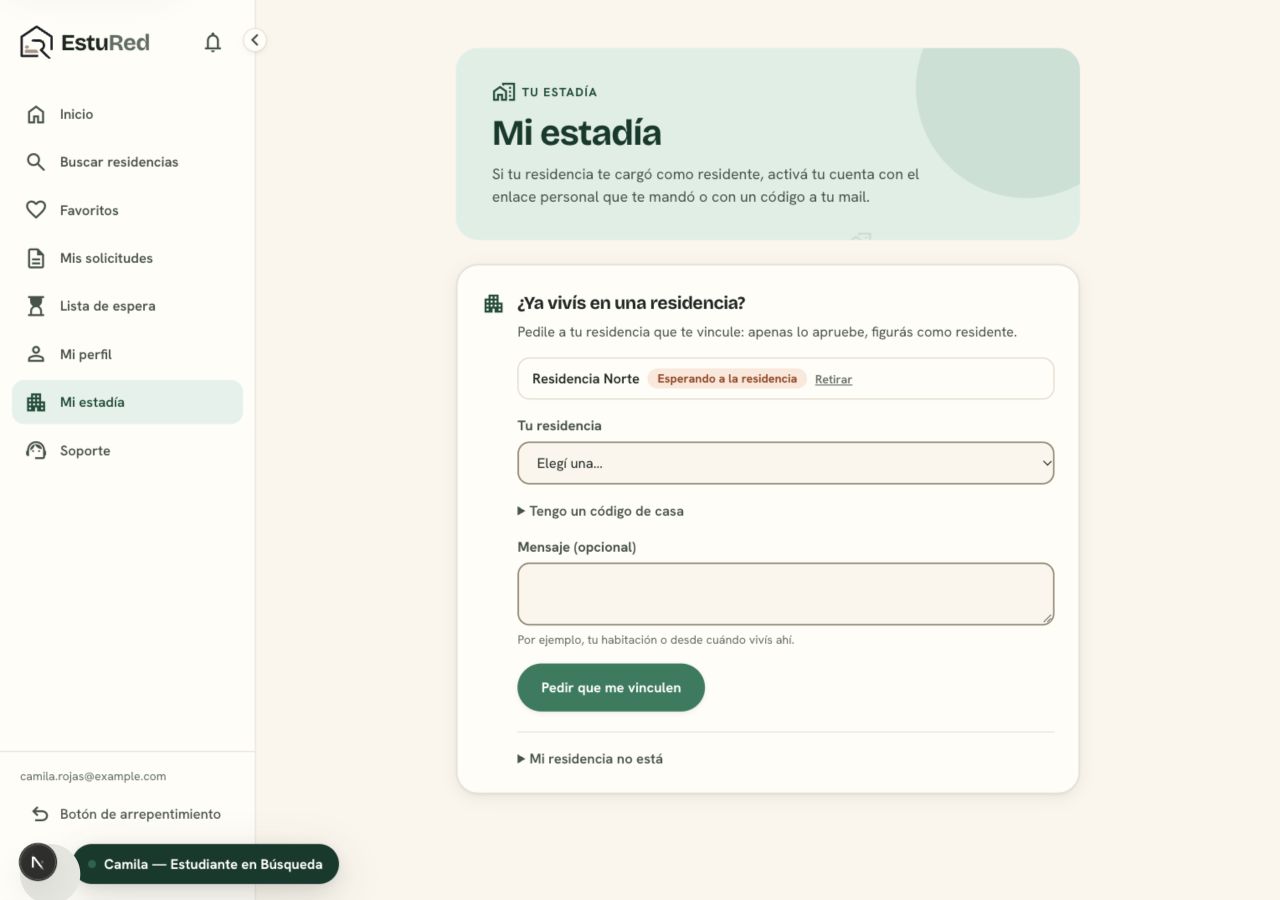 EstuRed
Inicio
Buscar residencias
Favoritos
Mis solicitudes
Lista de espera
Mi perfil
Mi estadía
Soporte
camila.rojas@example.com
Botón de arrepentimiento
N
Camila — Estudiante en Búsqueda
TU ESTADÍA
Mi estadía
Si tu residencia te cargó como residente, activá tu cuenta con el
enlace personal que te mandó o con un código a tu mail.
¿Ya vivís en una residencia?
Pedile a tu residencia que te vincule: apenas lo apruebe, figurás como residente.
Residencia Norte Esperando a la residencia Retirar
Tu residencia
Elegí una...
Tengo un código de casa
Mensaje (opcional)
Por ejemplo, tu habitación o desde cuándo vivís ahí.
Pedir que me vinculen
Mi residencia no está